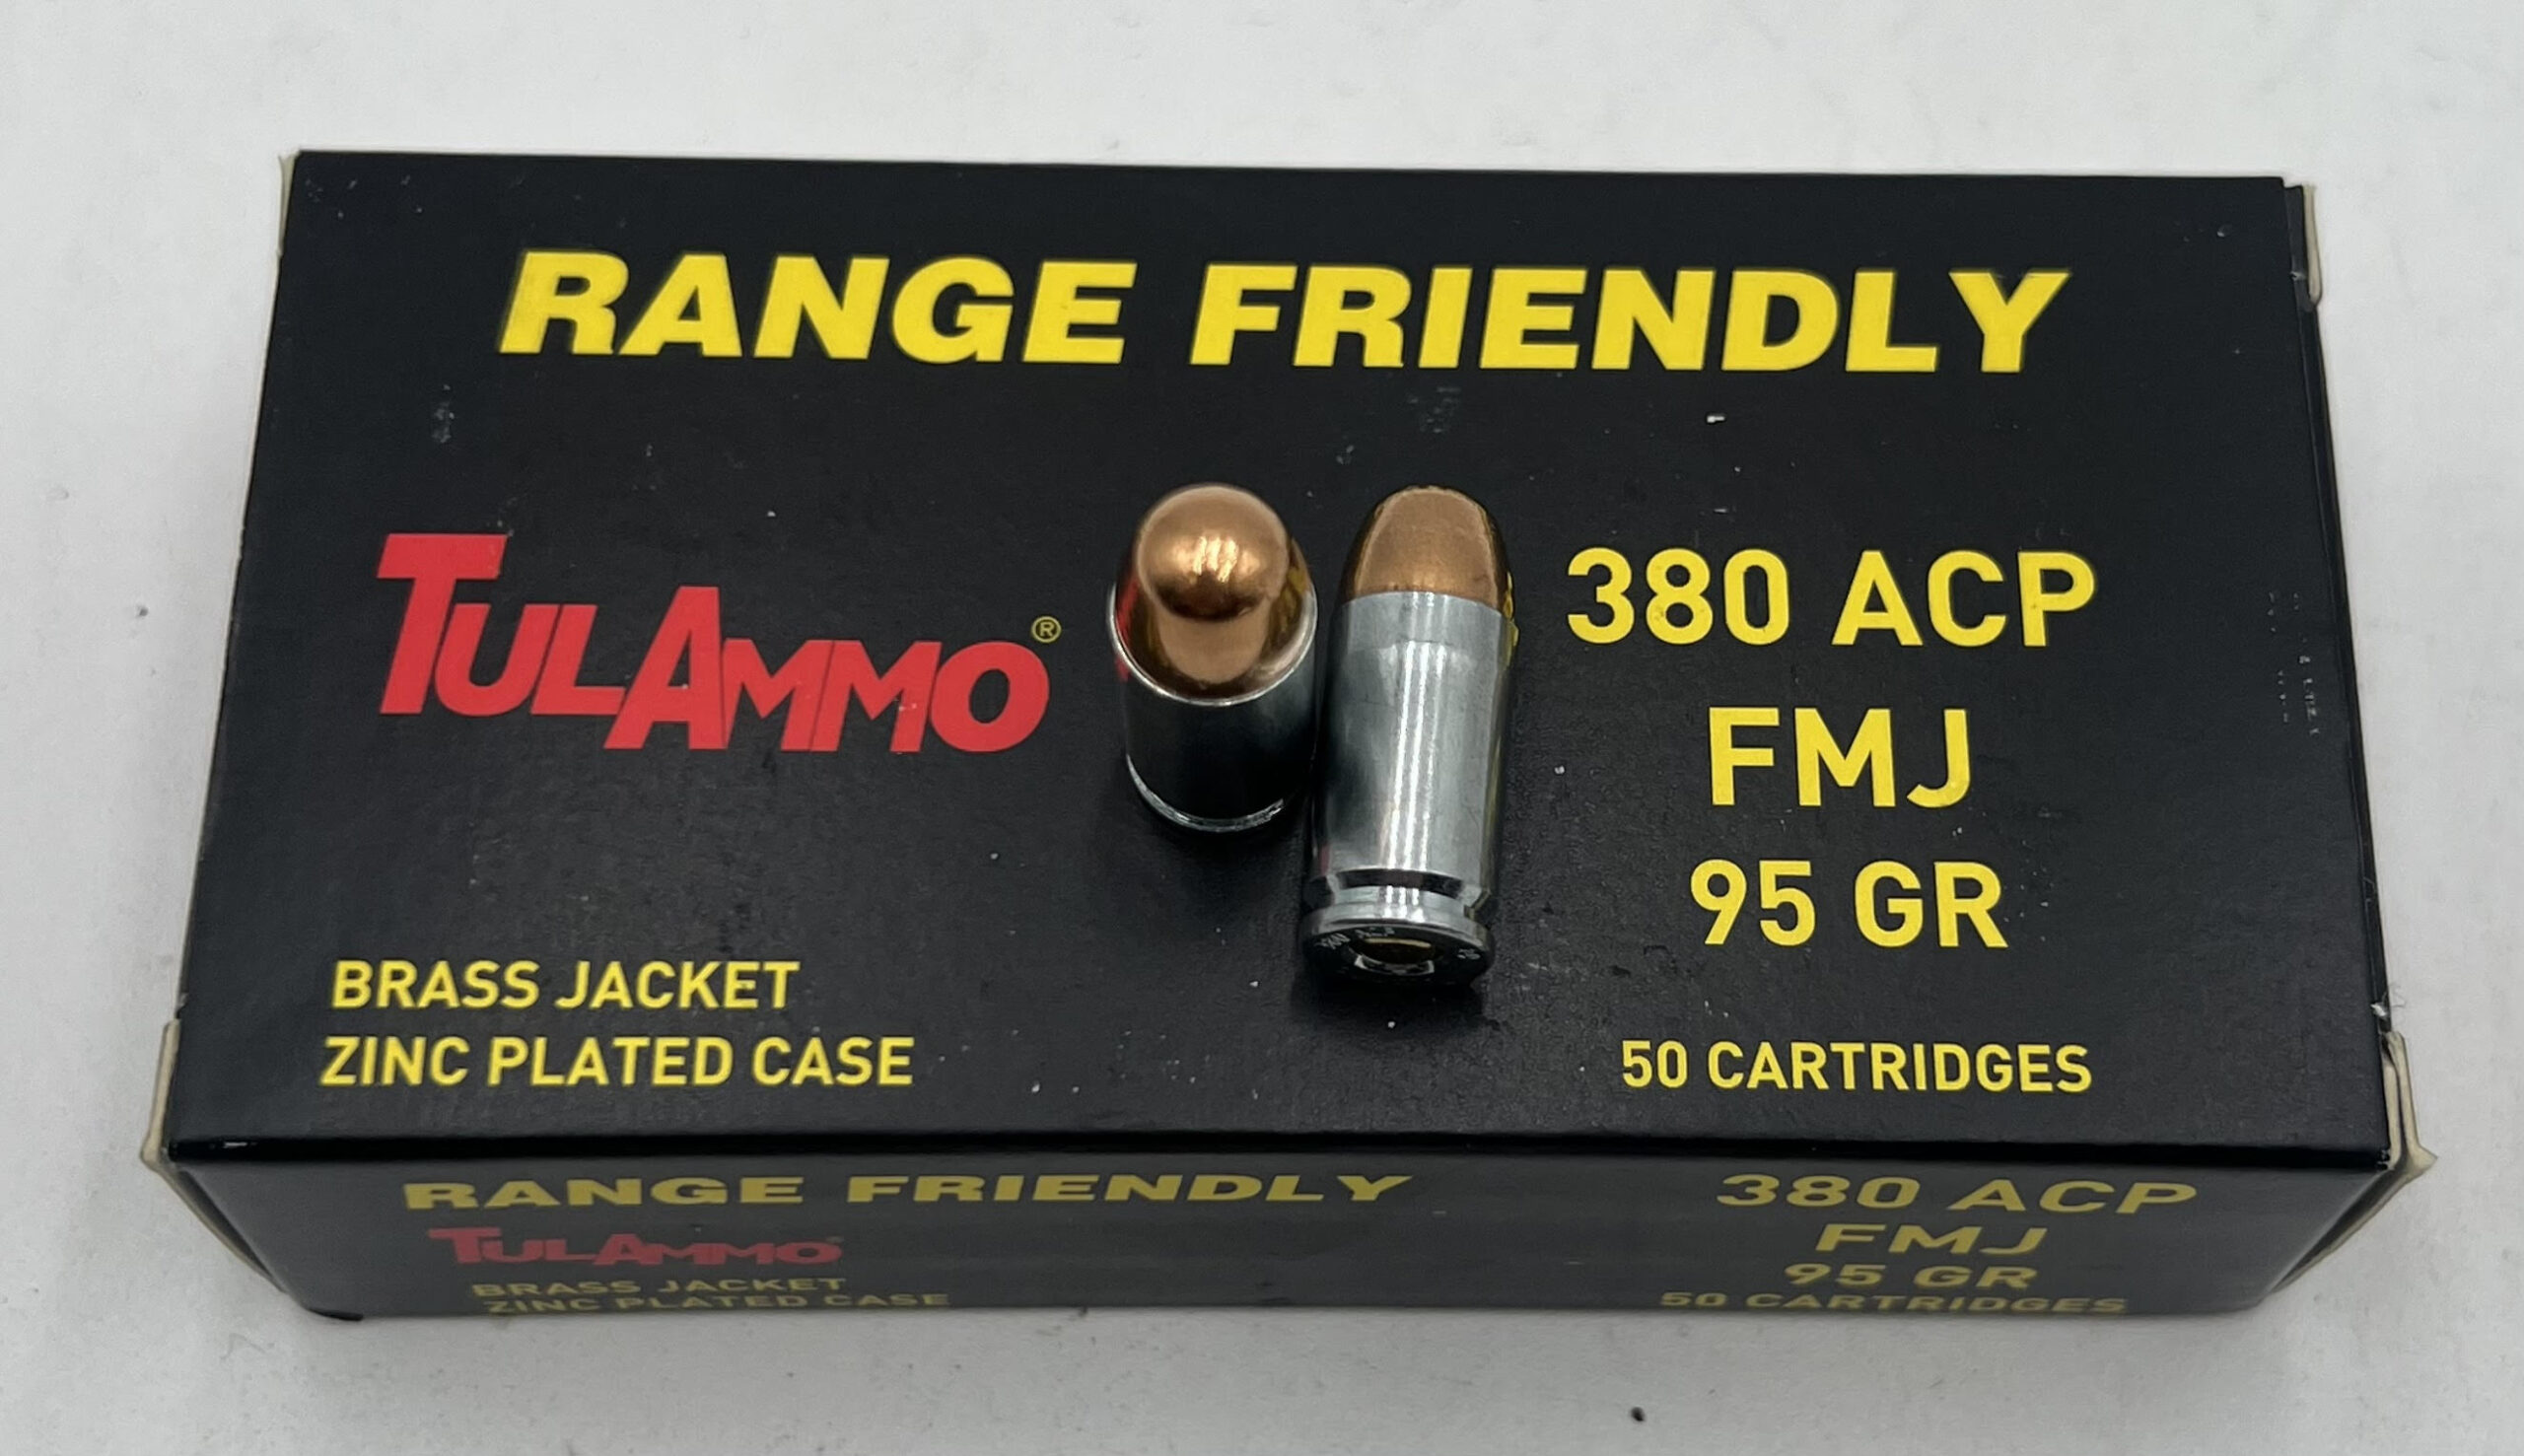 RANGE FRIENDLY
TULAMMO®
380 ACP
FMJ
95 GR
BRASS JACKET
ZINC PLATED CASE
50 CARTRIDGES
RANGE FRIENDLY
TULAMMO
BRASS JACKET
ZINC PLATED CASE
380 ACP
FMJ
95 GR
50 CARTRIDGES